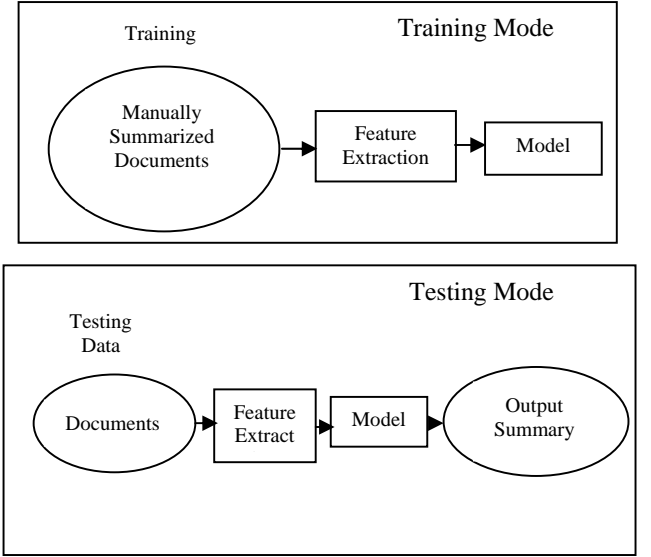 Training Mode
Training
Manually
Summarized
Documents
Feature
Extraction
Model
Testing Mode
Testing
Data
Documents
Feature
Extract
Model
Output
Summary